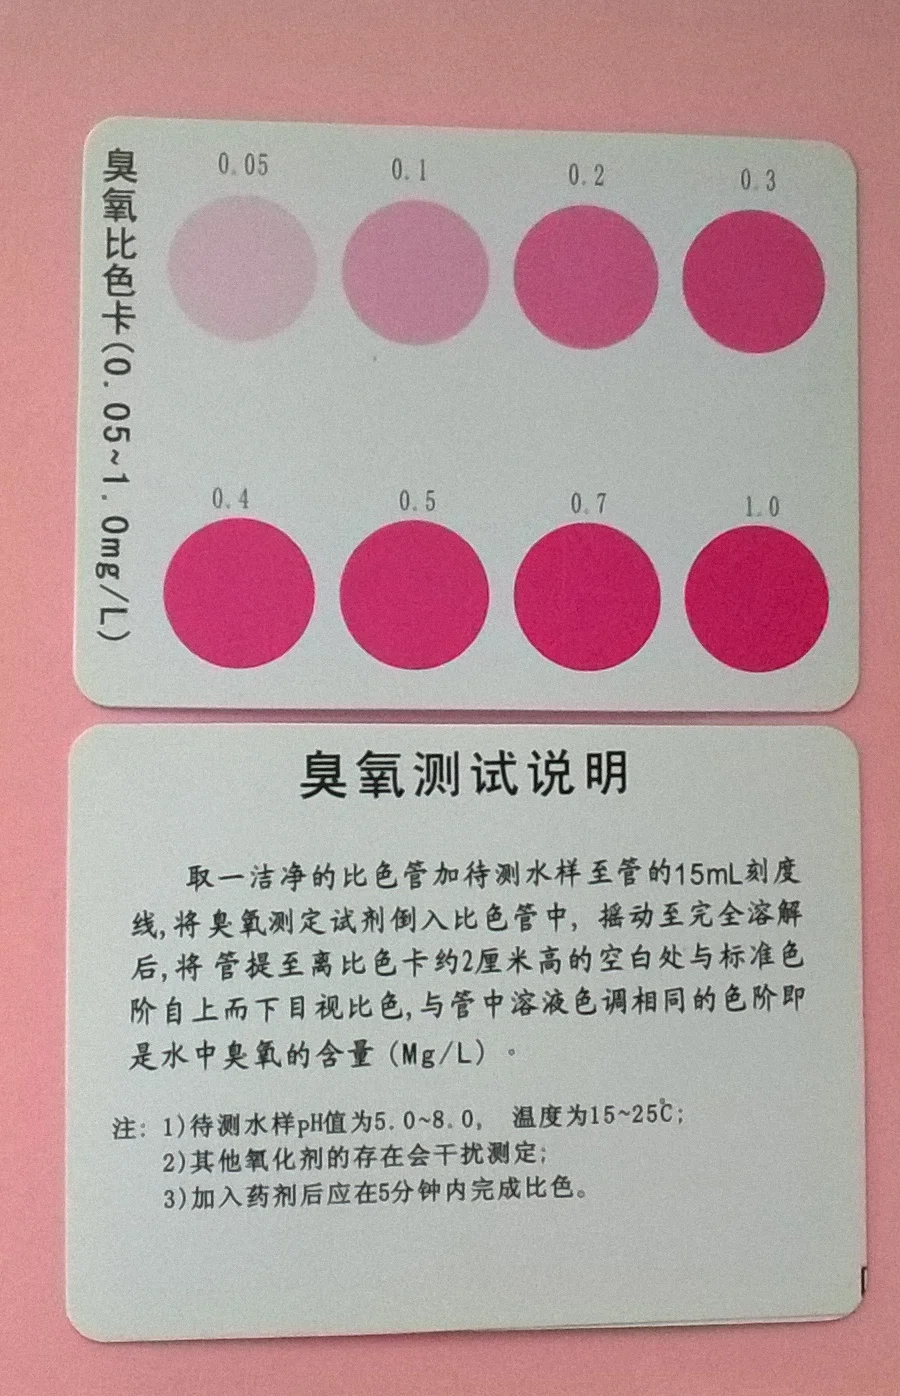 臭氧比色卡(0.05~1.0mg/L)
0.05 0.1 0.2 0.3
0.4 0.5 0.7 1.0
臭氧测试说明
取一洁净的比色管加待测水样至管的15mL刻度
线,将臭氧测定试剂倒入比色管中, 摇动至完全溶解
后,将管提至离比色卡约2厘米高的空白处与标准色
阶自上而下目视比色,与管中溶液色调相同的色阶即
是水中臭氧的含量 (Mg/L) 。
注: 1)待测水样pH值为5.0~8.0, 温度为15~25℃;
2)其他氧化剂的存在会干扰测定;
3)加入药剂后应在5分钟内完成比色。